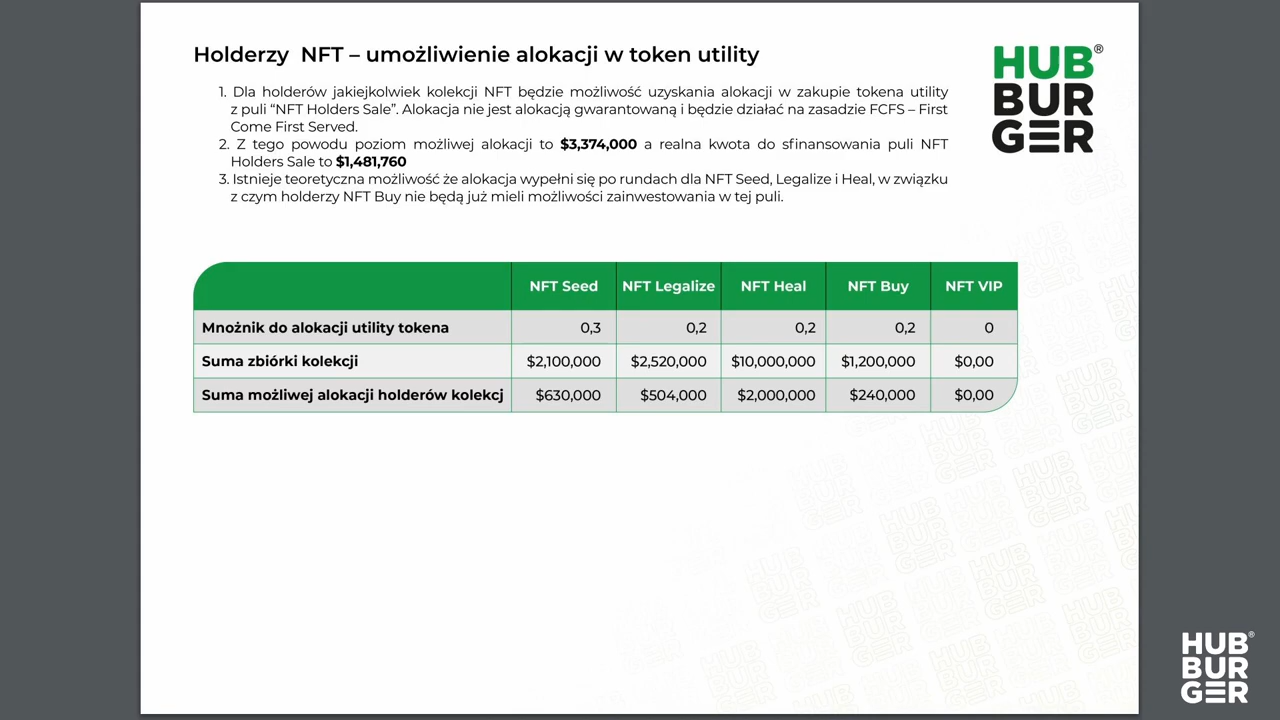 Holderzy  NFT – umożliwienie alokacji w token utility
HUB®
BUR
GER
1. Dla holderów jakiejkolwiek kolekcji NFT będzie możliwość uzyskania alokacji w zakupie tokena utility
z puli “NFT Holders Sale”. Alokacja nie jest alokacją gwarantowaną i będzie działać na zasadzie FCFS – First
Come First Served.
2. Z tego powodu poziom możliwej alokacji to $3,374,000 a realna kwota do sfinansowania puli NFT
Holders Sale to $1,481,760
3. Istnieje teoretyczna możliwość że alokacja wypełni się po rundach dla NFT Seed, Legalize i Heal, w związku
z czym holderzy NFT Buy nie będą już mieli możliwości zainwestowania w tej puli.
NFT Seed NFT Legalize NFT Heal NFT Buy NFT VIP
Mnożnik do alokacji utility tokena 0,3 0,2 0,2 0,2 0
Suma zbiórki kolekcji $2,100,000 $2,520,000 $10,000,000 $1,200,000 $0,00
Suma możliwej alokacji holderów kolekcj $630,000 $504,000 $2,000,000 $240,000 $0,00
HUB®
BUR
GER